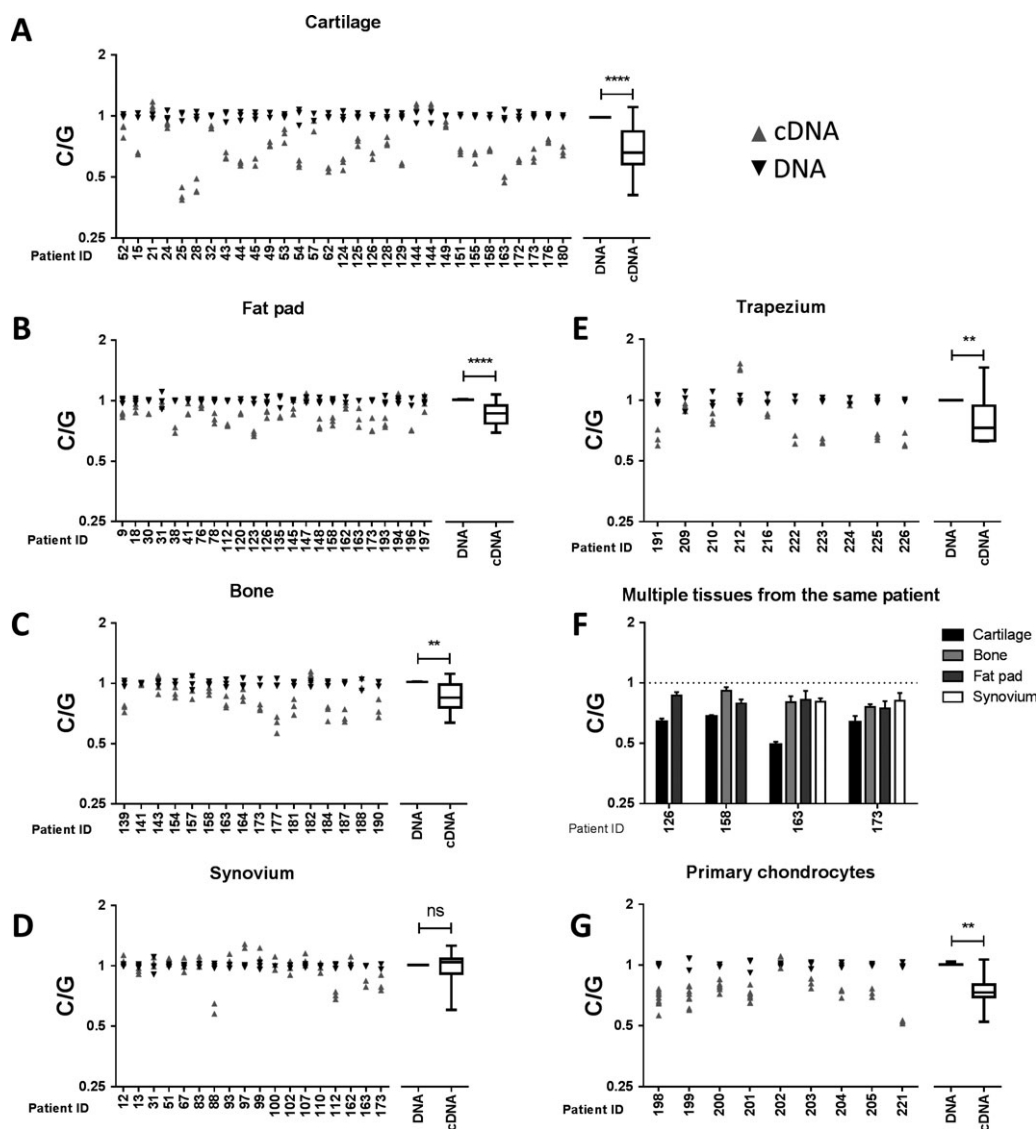 A
Cartilage
2
1
0.5
0.25
C/G
****
cDNA
DNA
Patient ID
52 15 21 24 25 28 32 43 44 45 49 53 54 57 62 124 125 126 128 129 144 144 149 151 155 158 163 172 173 176 180
DNA cDNA
B
Fat pad
2
1
0.5
0.25
C/G
****
Patient ID
9 18 30 31 38 41 76 78 112 120 123 126 135 145 147 148 158 162 163 173 193 194 196 197
DNA cDNA
E
Trapezium
2
1
0.5
0.25
C/G
**
Patient ID
191 209 210 212 216 222 223 224 225 226
DNA cDNA
C
Bone
2
1
0.5
0.25
C/G
**
Patient ID
139 141 143 154 157 158 163 164 173 177 181 182 184 187 188 190
DNA cDNA
F
Multiple tissues from the same patient
2
1
0.5
0.25
C/G
Cartilage
Bone
Fat pad
Synovium
Patient ID
126 158 163 173
D
Synovium
2
1
0.5
0.25
C/G
ns
Patient ID
12 13 31 51 67 83 88 93 97 99 100 102 107 110 112 162 163 173
DNA cDNA
G
Primary chondrocytes
2
1
0.5
0.25
C/G
**
Patient ID
198 199 200 201 202 203 204 205 221
DNA cDNA